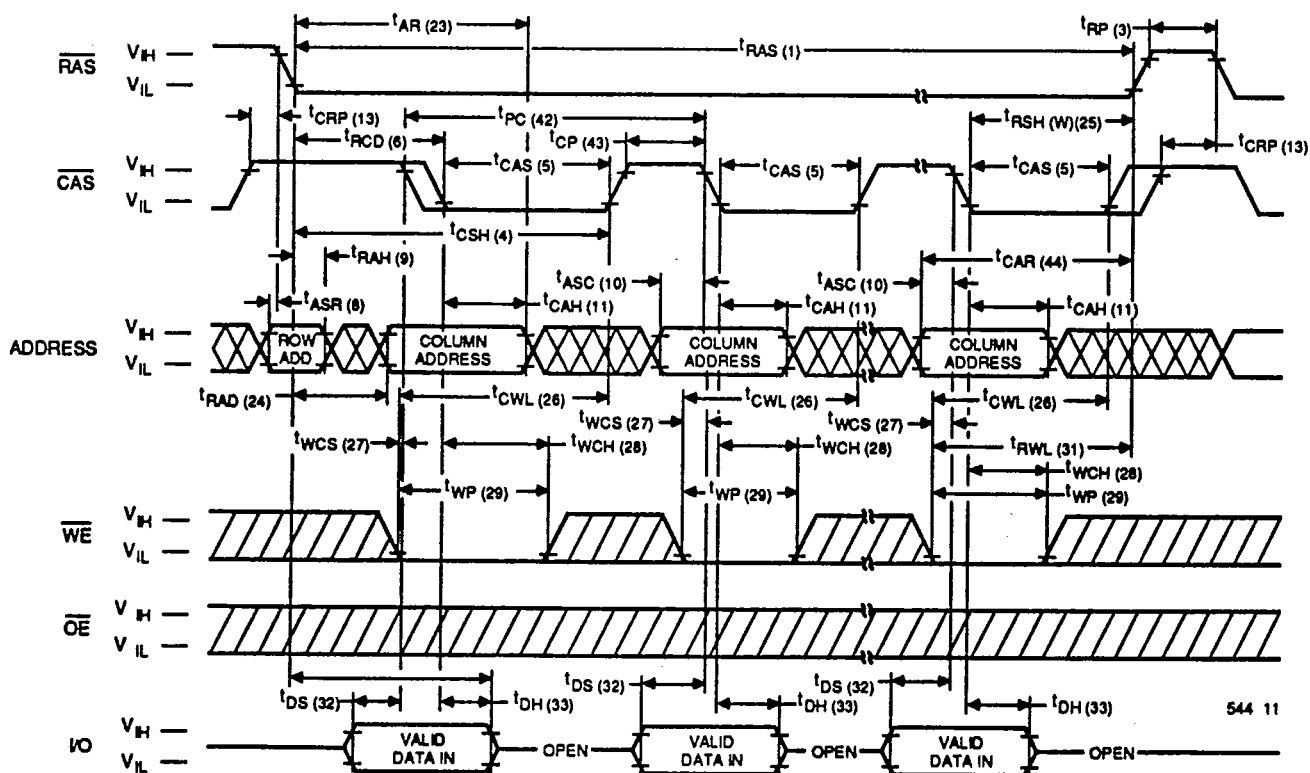 tAR (23)
tRP (3)
tRAS (1)
RAS
VIH
VIL
tCRP (13)
tPC (42)
tRSH (W)(25)
tRCD (6)
tCP (43)
tCRP (13)
tCAS (5)
tCAS (5)
tCAS (5)
CAS
VIH
VIL
tCSH (4)
tRAH (9)
tCAR (44)
tASC (10)
tASC (10)
tASR (8)
tCAH (11)
tCAH (11)
tCAH (11)
ADDRESS
VIH
VIL
ROW
ADD
COLUMN
ADDRESS
COLUMN
ADDRESS
COLUMN
ADDRESS
tRAD (24)
tCWL (26)
tCWL (26)
tCWL (26)
tWCS (27)
tWCS (27)
tWCS (27)
tWCH (28)
tWCH (28)
tRWL (31)
tWCH (28)
tWP (29)
tWP (29)
tWP (29)
WE
VIH
VIL
OE
V IH
V IL
tDS (32)
tDH (33)
tDS (32)
tDH (33)
tDS (32)
tDH (33)
544 11
I/O
VIH
VIL
VALID
DATA IN
OPEN
VALID
DATA IN
OPEN
VALID
DATA IN
OPEN